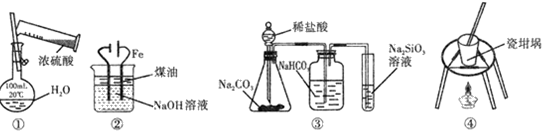 浓硫酸
100mL
20℃
H₂O
①
Fe
煤油
NaOH溶液
②
稀盐酸
Na₂CO₃
NaHCO₃
Na₂SiO₃
溶液
③
瓷坩埚
④